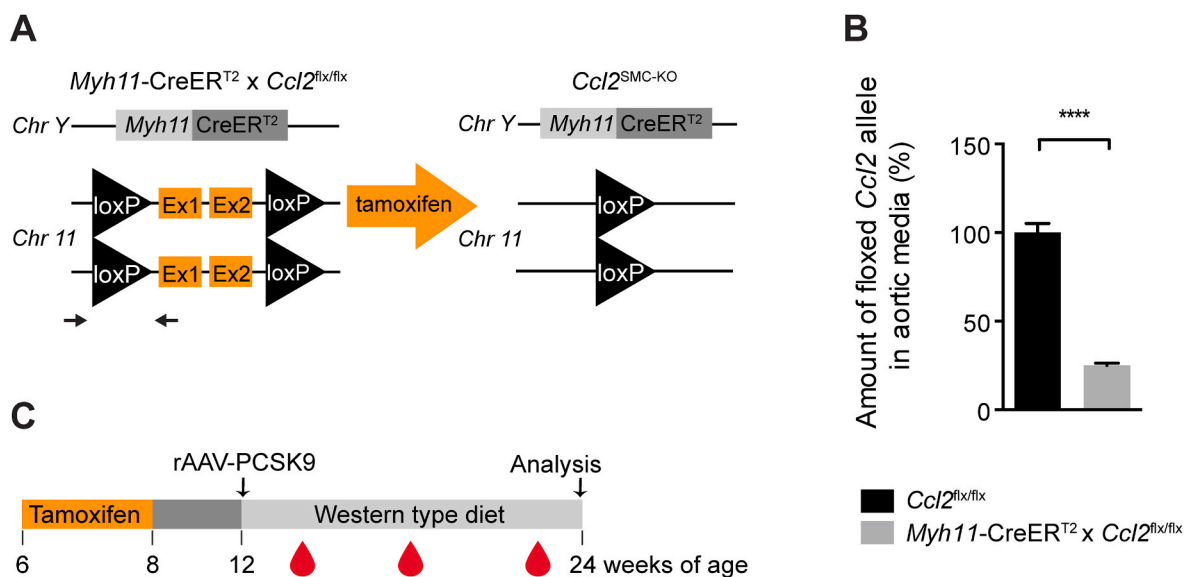 A
Myh11-CreERT2 x Ccl2flx/flx
Ccl2SMC-KO
Chr Y
Myh11 CreERT2
Chr Y
Myh11 CreERT2
loxP Ex1 Ex2 loxP
tamoxifen
loxP
Chr 11
Chr 11
loxP Ex1 Ex2 loxP
loxP
B
****
Amount of floxed Ccl2 allele
in aortic media (%)
150
100
50
0
Ccl2flx/flx
Myh11-CreERT2 x Ccl2flx/flx
C
rAAV-PCSK9
Analysis
Tamoxifen
Western type diet
6 8 12 24 weeks of age